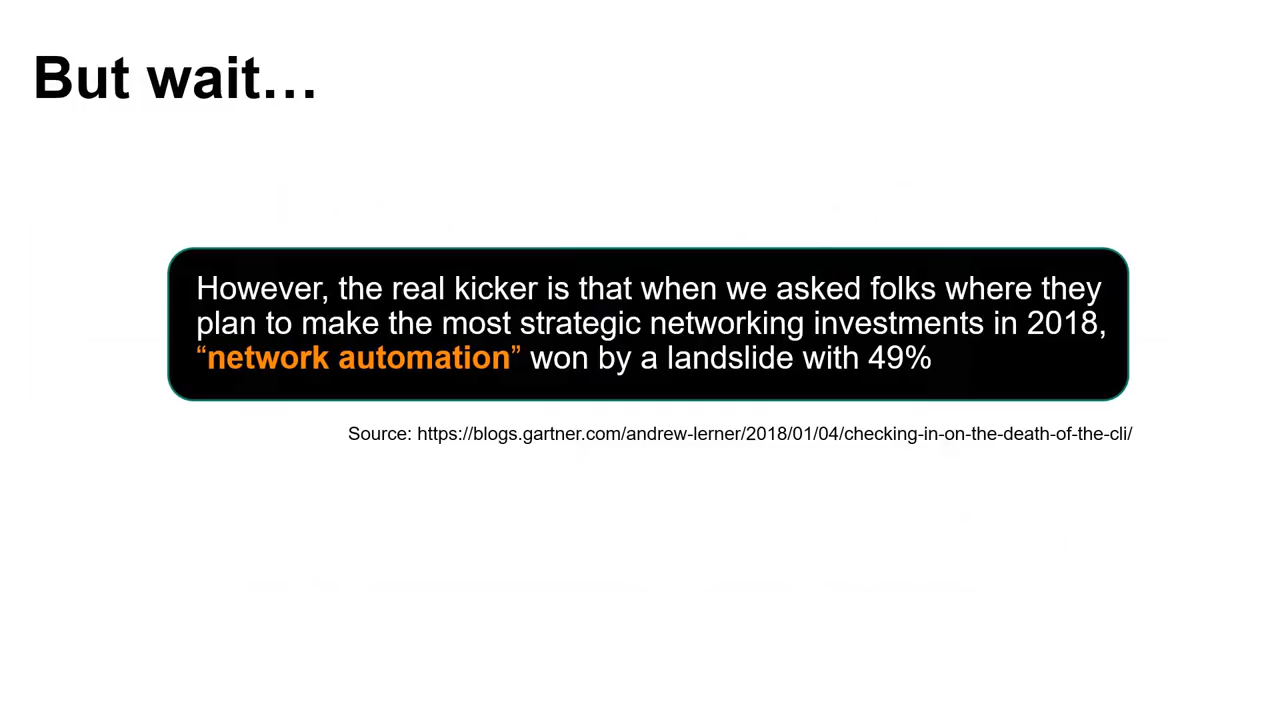 But wait…
However, the real kicker is that when we asked folks where they
plan to make the most strategic networking investments in 2018,
“network automation” won by a landslide with 49%
Source: https://blogs.gartner.com/andrew-lerner/2018/01/04/checking-in-on-the-death-of-the-cli/